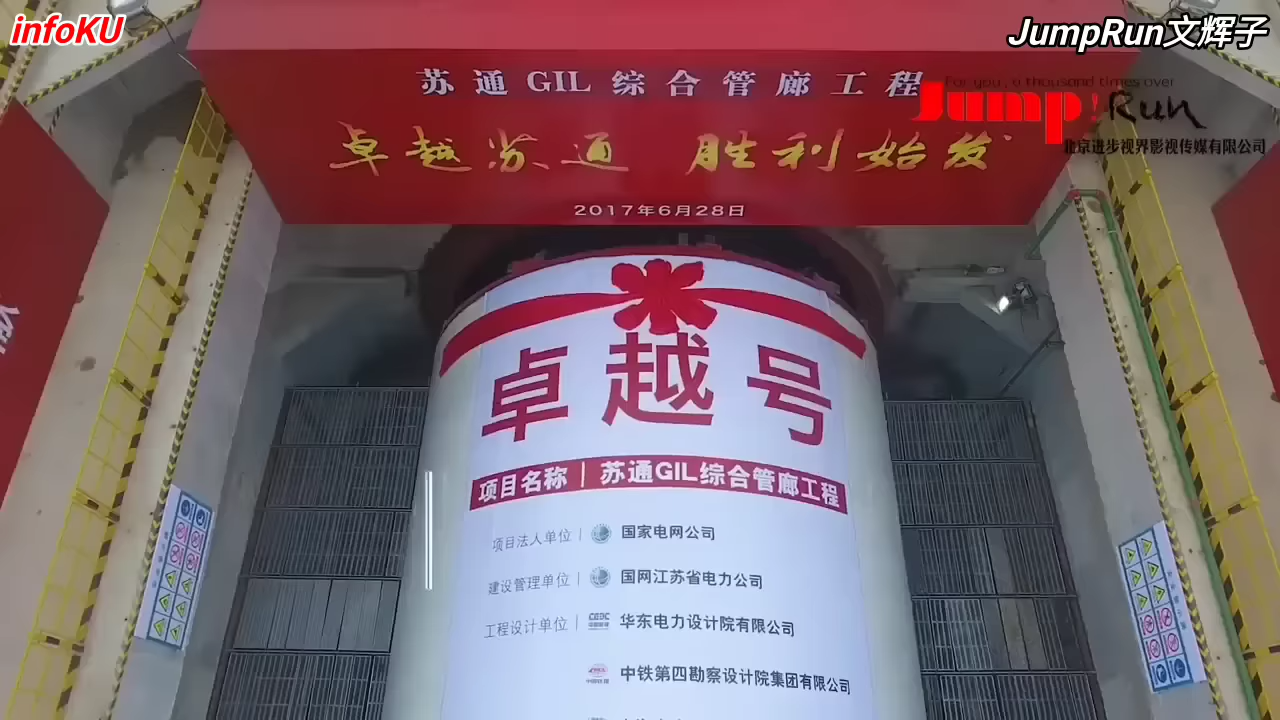 infoKU
JumpRun文辉子
苏通GIL综合管廊工程
For you, a thousand times over
Jump!Run
北京进步视界影视传媒有限公司
卓越苏通 胜利始发
2017年6月28日
卓越号
项目名称 | 苏通GIL综合管廊工程
项目法人单位 | 国家电网公司
建设管理单位 | 国网江苏省电力公司
工程设计单位 | 华东电力设计院有限公司
中铁第四勘察设计院集团有限公司